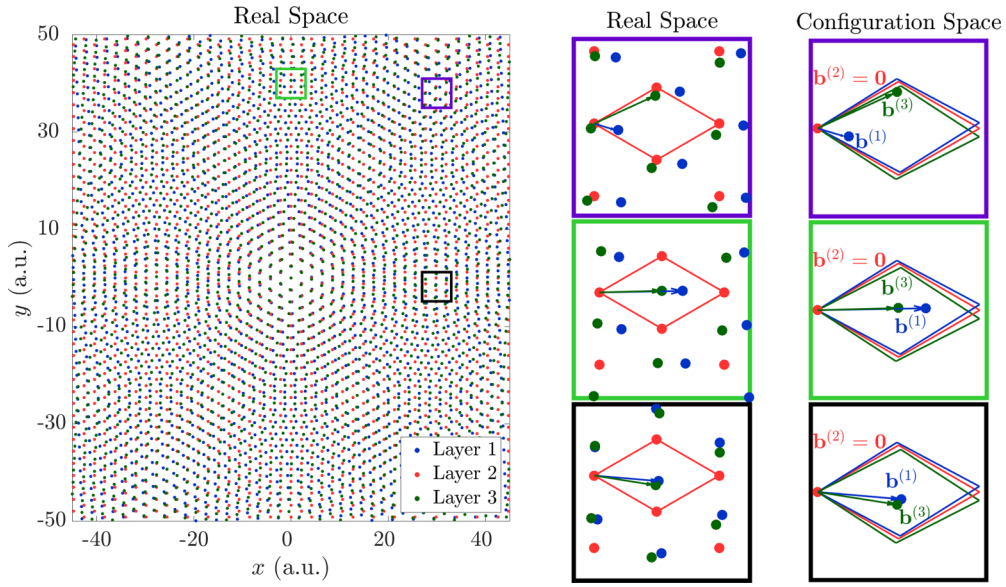 Real Space
Real Space
Configuration Space
50
30
10
-10
-30
-50
y (a.u.)
-40
-20
0
20
40
x (a.u.)
Layer 1
Layer 2
Layer 3
b⁽²⁾ = 0
b⁽³⁾
b⁽¹⁾
b⁽²⁾ = 0
b⁽³⁾
b⁽¹⁾
b⁽²⁾ = 0
b⁽¹⁾
b⁽³⁾